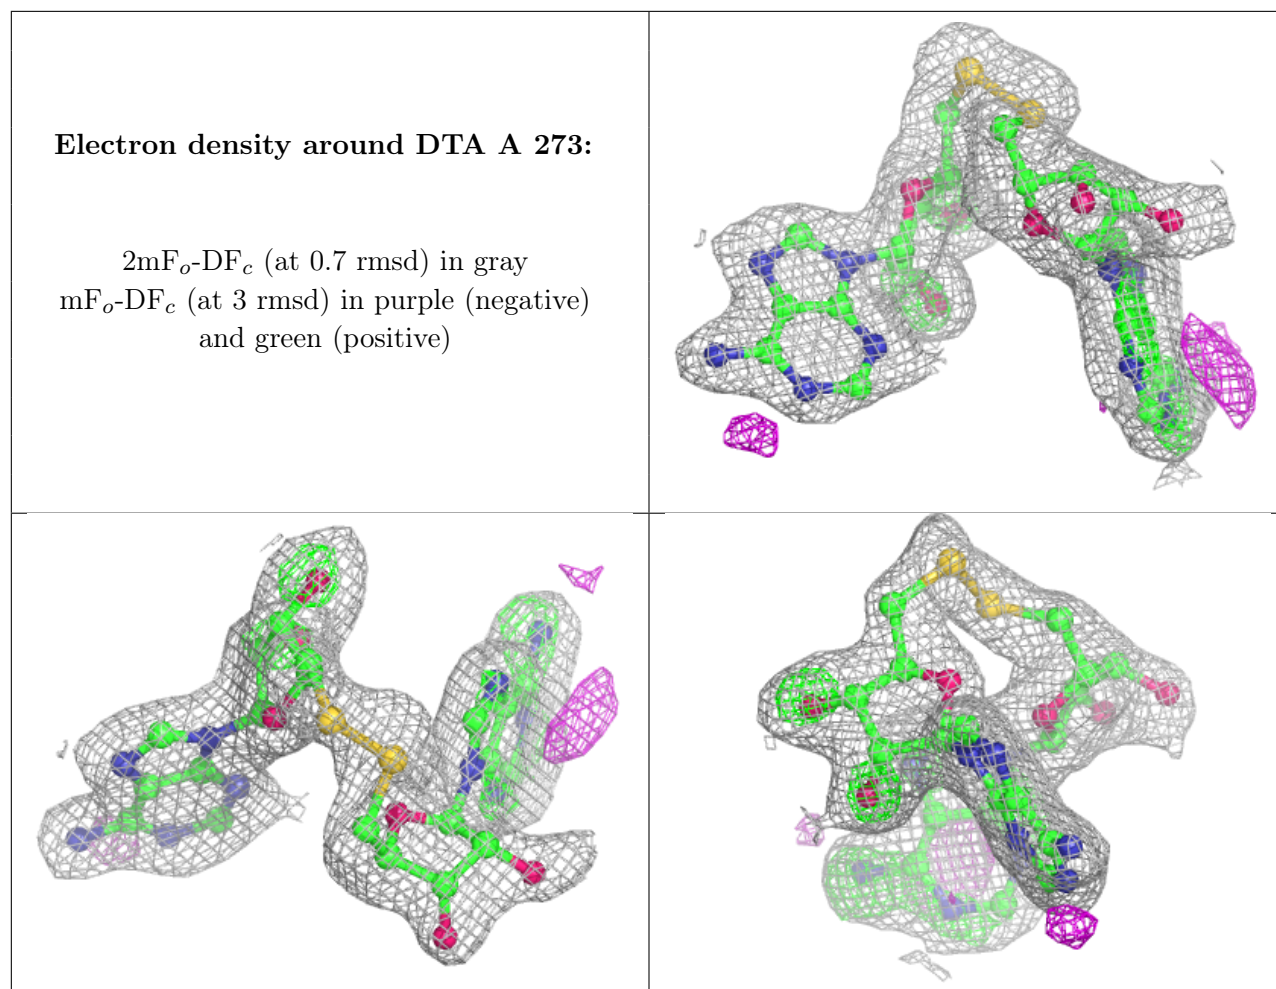 Electron density around DTA A 273:
2mFo-DFc (at 0.7 rmsd) in gray
mFo-DFc (at 3 rmsd) in purple (negative)
and green (positive)